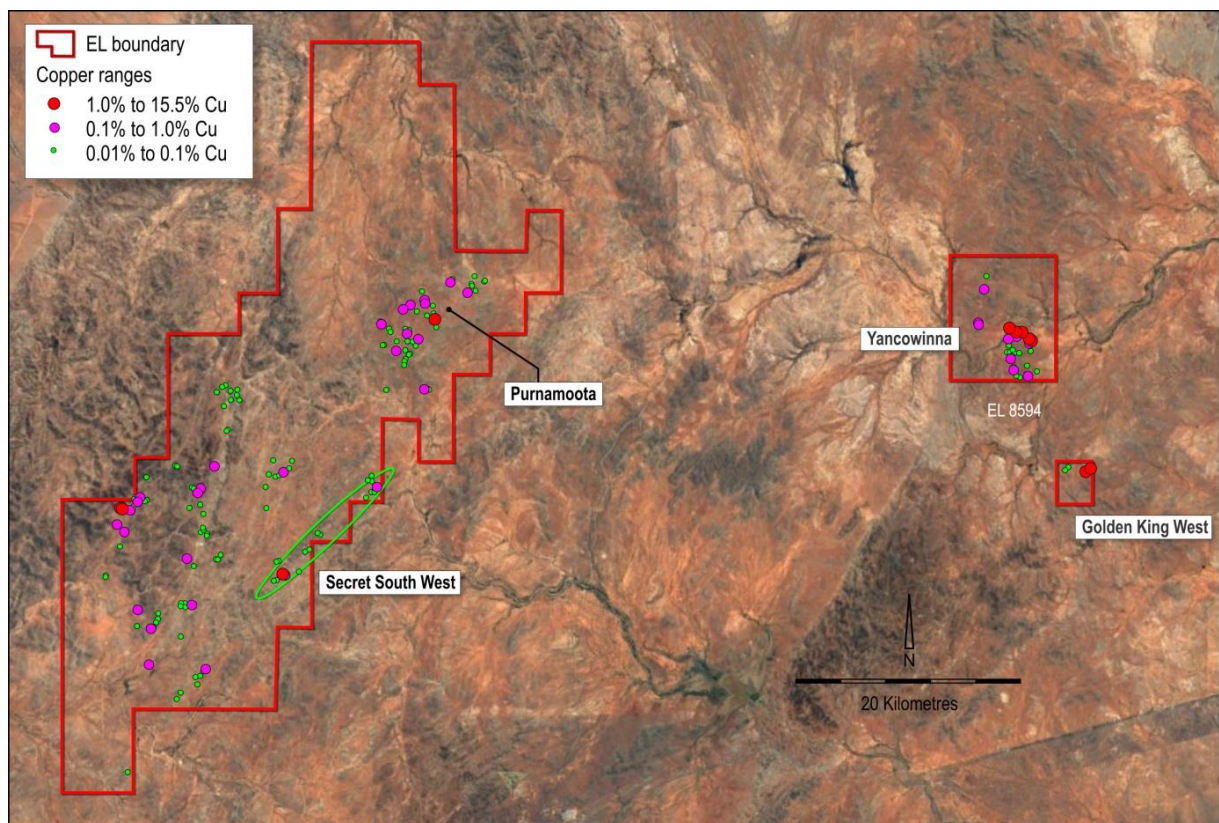 EL boundary
Copper ranges
1.0% to 15.5% Cu
0.1% to 1.0% Cu
0.01% to 0.1% Cu
Yancowinna
Purnamoota
EL 8594
Golden King West
Secret South West
N
20 Kilometres